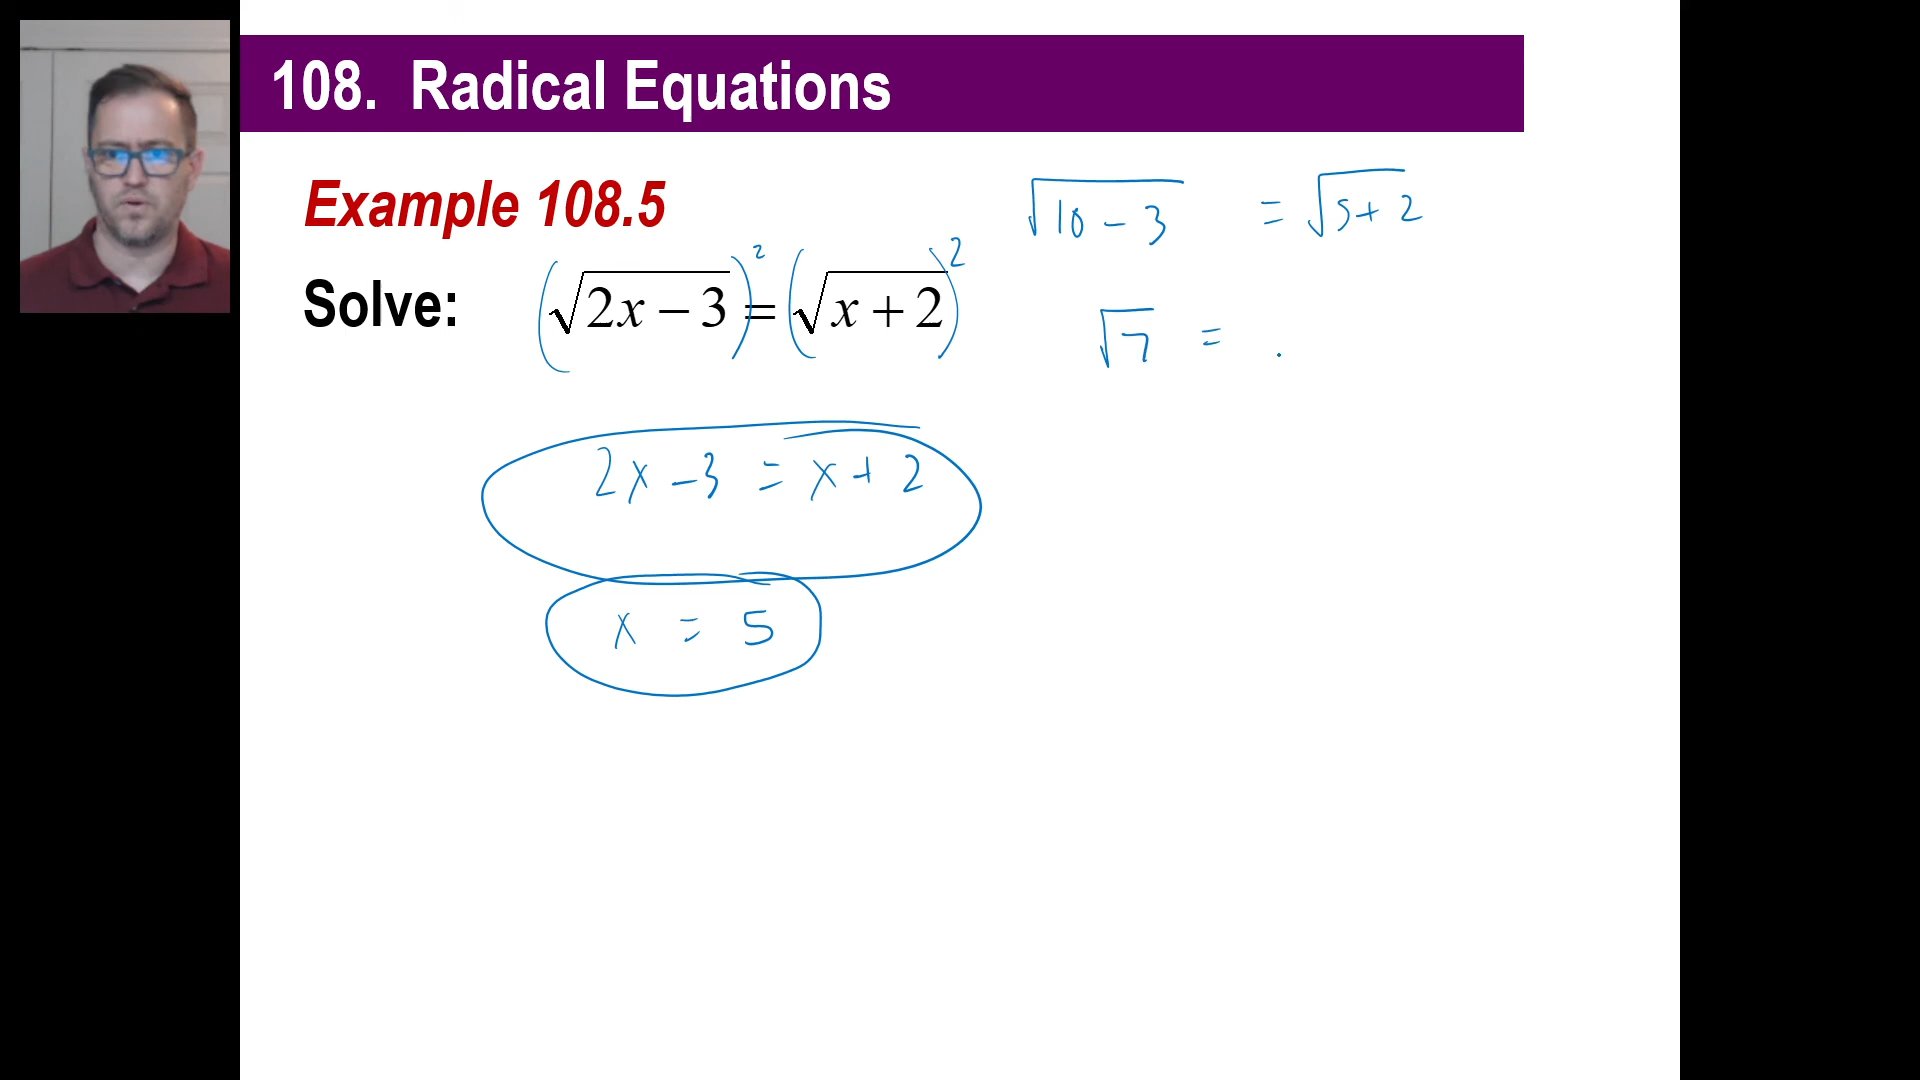 108. Radical Equations
Example 108.5
√10 - 3 = √5 + 2
Solve: (√2x − 3)² = (√x + 2)²
√7 = .
2x - 3 = x + 2
x = 5